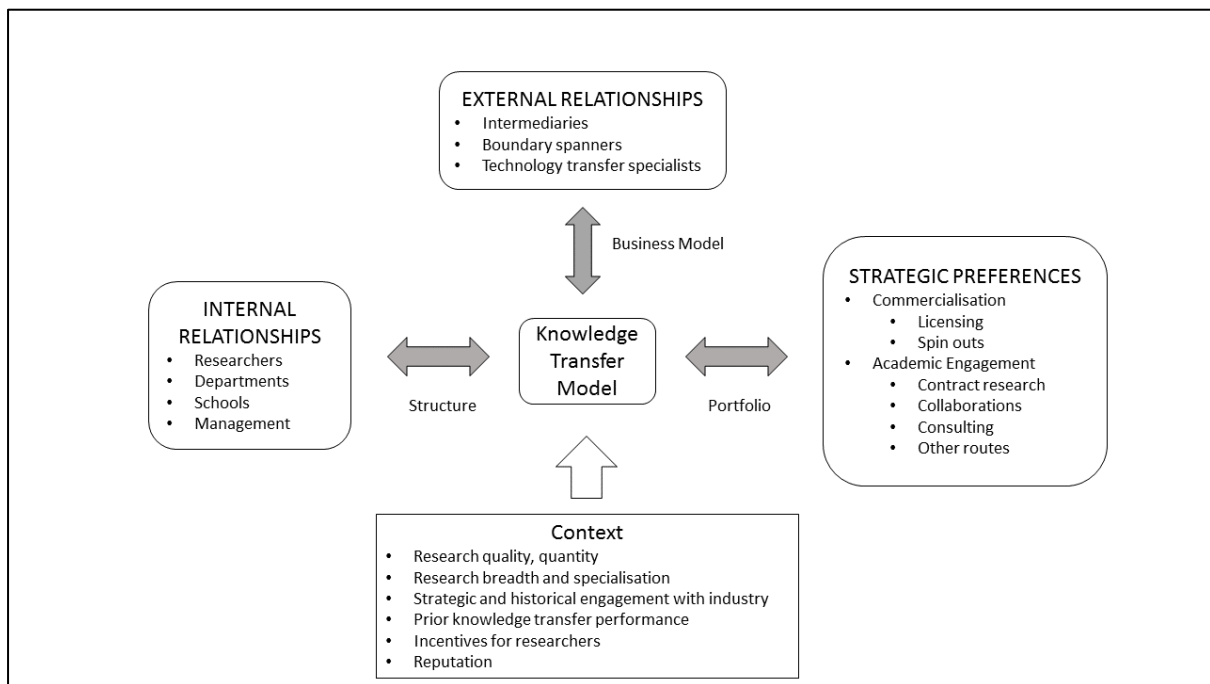 EXTERNAL RELATIONSHIPS
• Intermediaries
• Boundary spanners
• Technology transfer specialists
Business Model
INTERNAL
RELATIONSHIPS
• Researchers
• Departments
• Schools
• Management
Structure
Knowledge
Transfer
Model
Portfolio
STRATEGIC PREFERENCES
• Commercialisation
• Licensing
• Spin outs
• Academic Engagement
• Contract research
• Collaborations
• Consulting
• Other routes
Context
• Research quality, quantity
• Research breadth and specialisation
• Strategic and historical engagement with industry
• Prior knowledge transfer performance
• Incentives for researchers
• Reputation